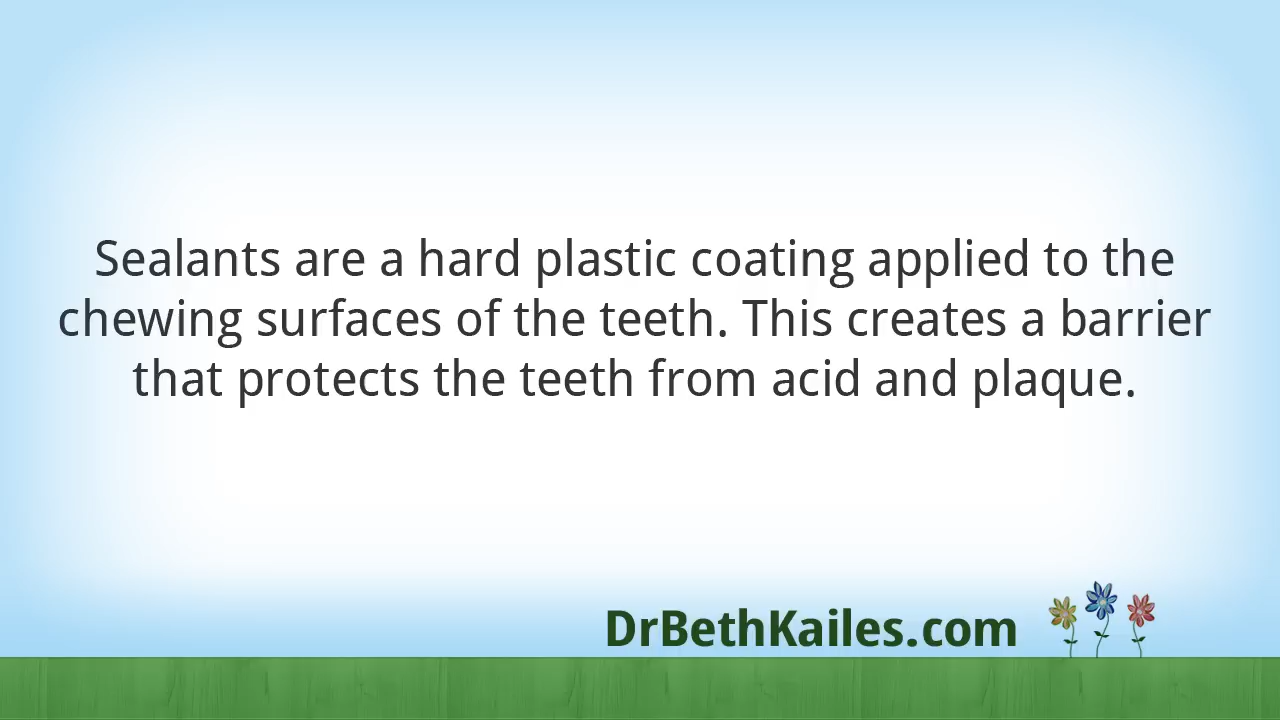 Sealants are a hard plastic coating applied to the
chewing surfaces of the teeth. This creates a barrier
that protects the teeth from acid and plaque.
DrBethKailes.com